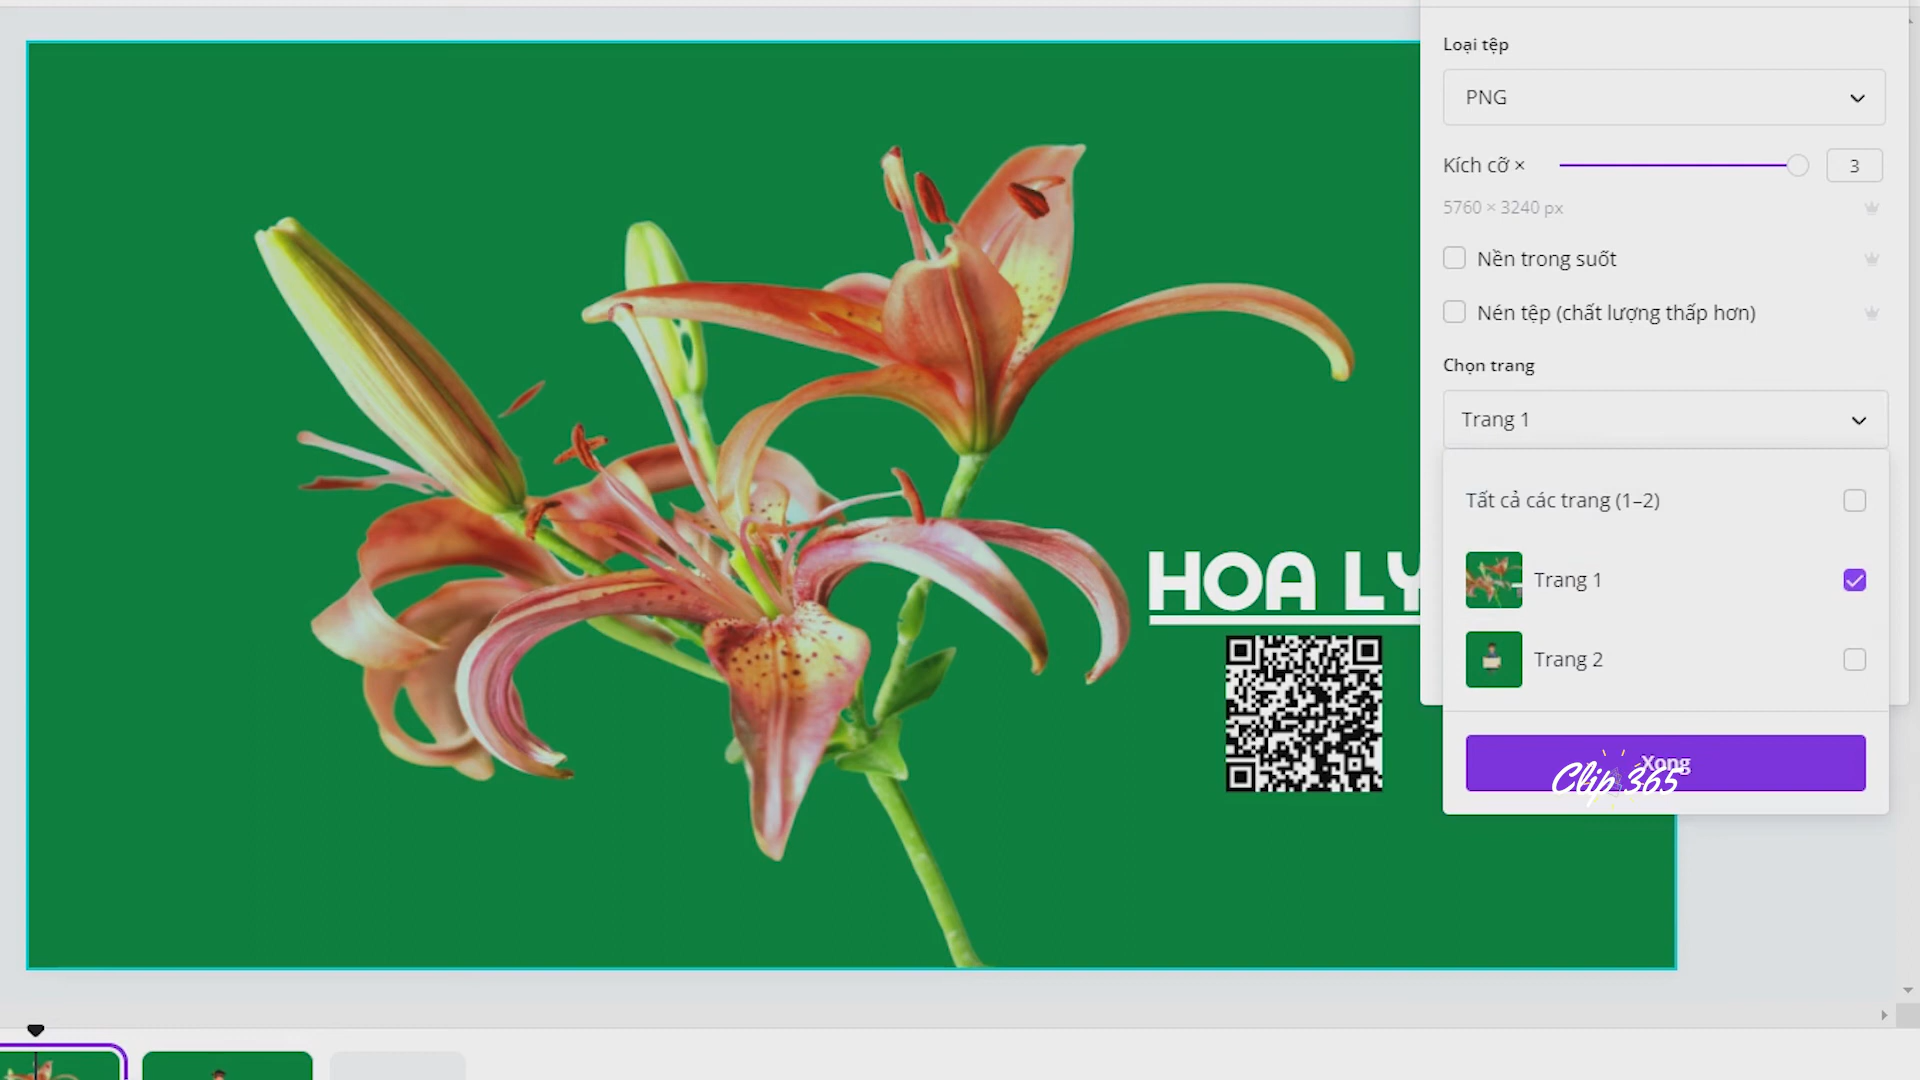 Loại tệp
PNG
Kích cỡ × 3
5760 × 3240 px
Nền trong suốt
Nén tệp (chất lượng thấp hơn)
Chọn trang
Trang 1
Tất cả các trang (1–2)
Trang 1
Trang 2
Xong
Clip 365
HOA LY